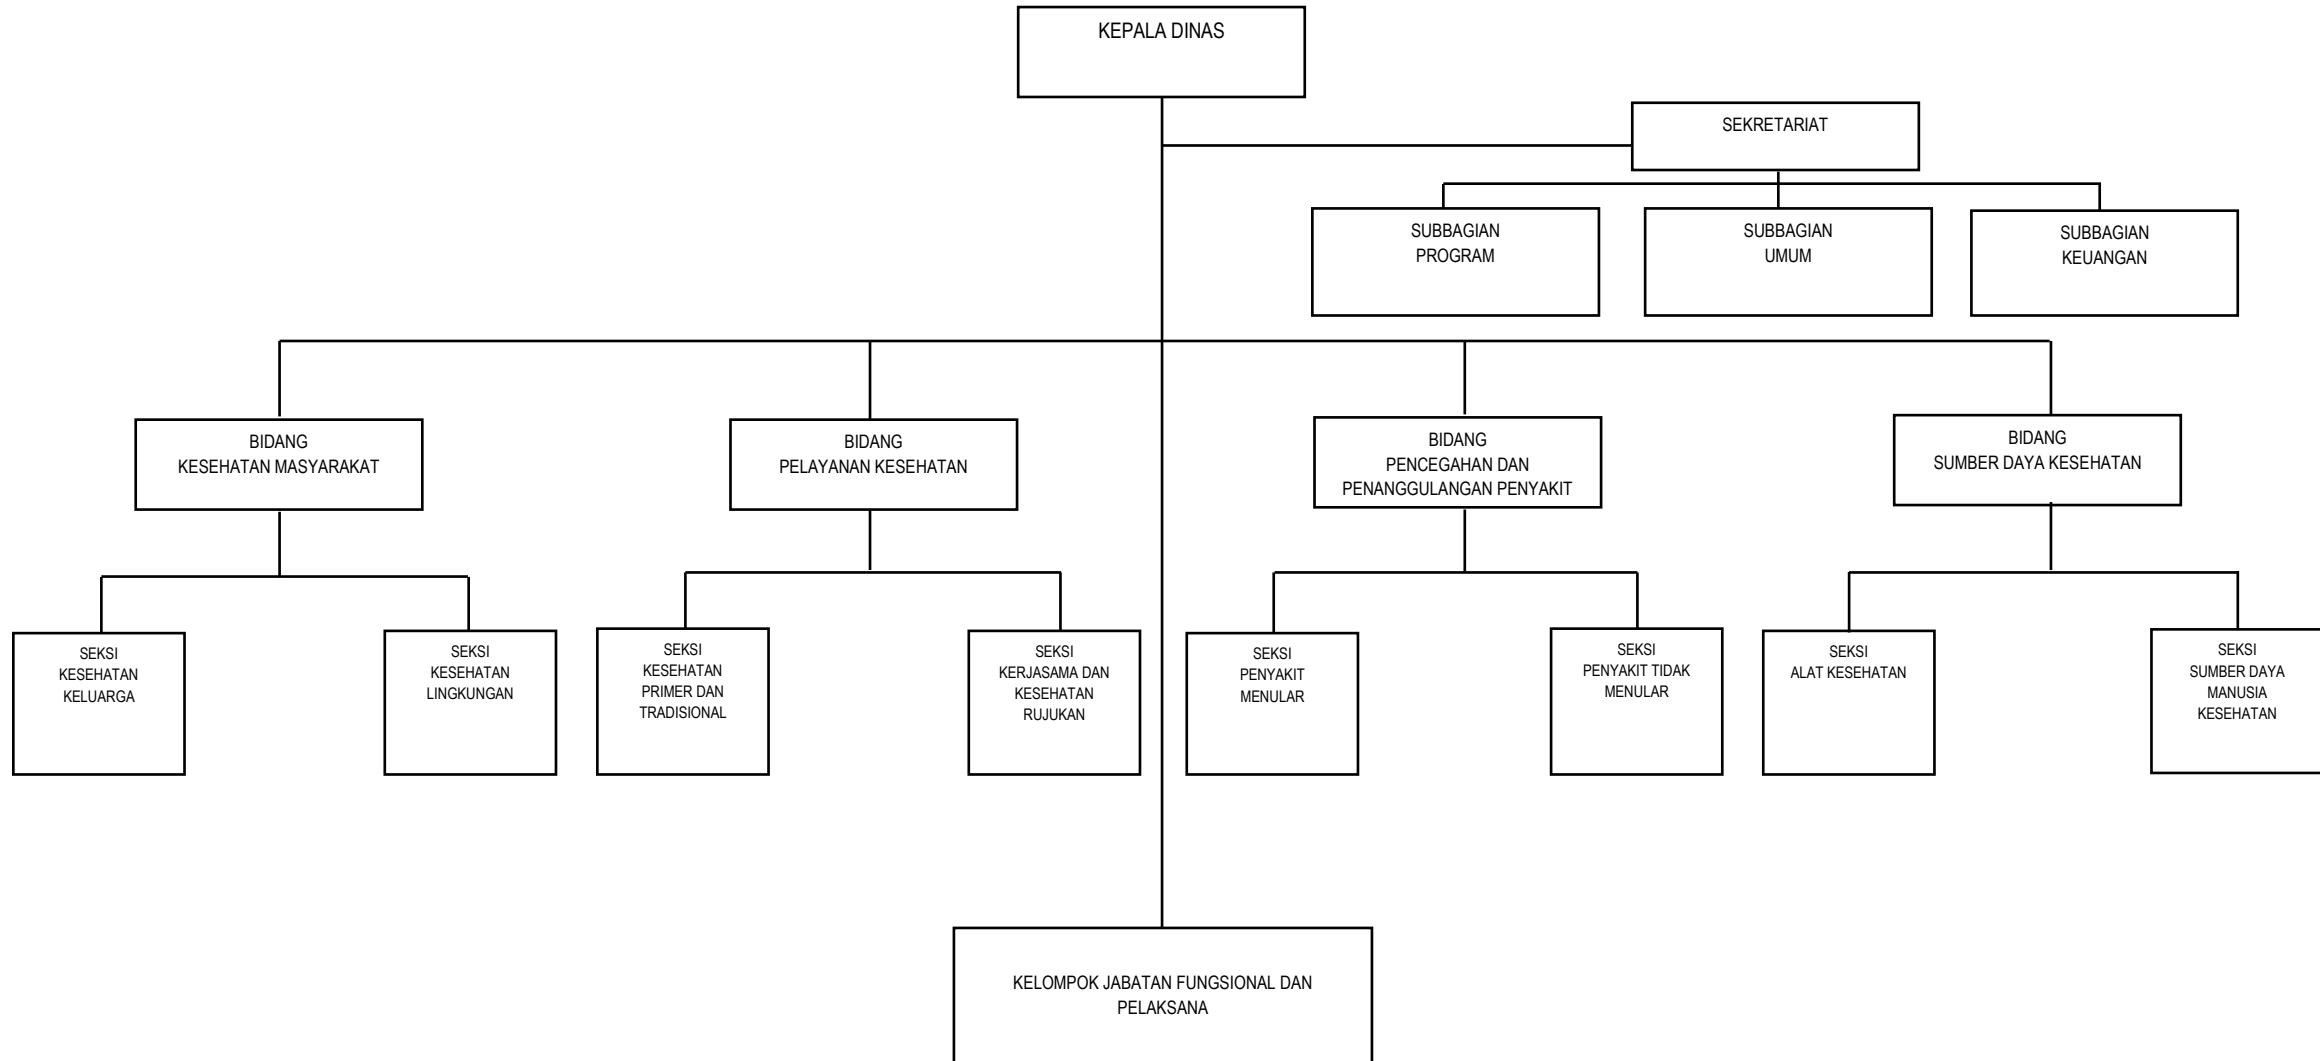 KEPALA DINAS
SEKRETARIAT
SUBBAGIAN
PROGRAM
SUBBAGIAN
UMUM
SUBBAGIAN
KEUANGAN
BIDANG
KESEHATAN MASYARAKAT
BIDANG
PELAYANAN KESEHATAN
BIDANG
PENCEGAHAN DAN
PENANGGULANGAN PENYAKIT
BIDANG
SUMBER DAYA KESEHATAN
SEKSI
KESEHATAN
KELUARGA
SEKSI
KESEHATAN
LINGKUNGAN
SEKSI
KESEHATAN
PRIMER DAN
TRADISIONAL
SEKSI
KERJASAMA DAN
KESEHATAN
RUJUKAN
SEKSI
PENYAKIT
MENULAR
SEKSI
PENYAKIT TIDAK
MENULAR
SEKSI
ALAT KESEHATAN
SEKSI
SUMBER DAYA
MANUSIA
KESEHATAN
KELOMPOK JABATAN FUNGSIONAL DAN
PELAKSANA